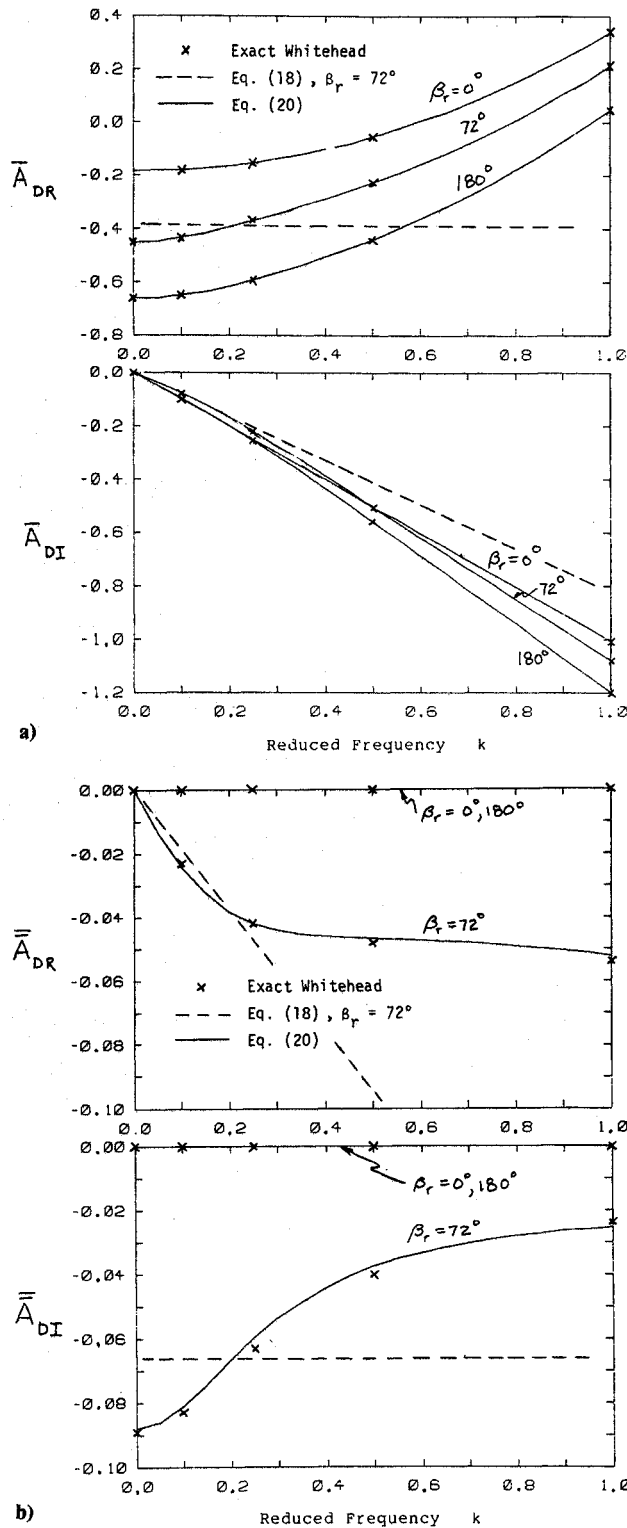 0.4
0.2
0.0
-0.2
-0.4
-0.6
-0.8
A̅DR
× Exact Whitehead
--- Eq. (18), βr = 72°
— Eq. (20)
βr = 0°
72°
180°
0.0 0.2 0.4 0.6 0.8 1.0
0.0
-0.2
-0.4
-0.6
-0.8
-1.0
-1.2
A̅DI
βr = 0°
72°
180°
0.0 0.2 0.4 0.6 0.8 1.0
a)
Reduced Frequency k
0.00
-0.02
-0.04
-0.06
-0.08
-0.10
A̿DR
βr = 0°, 180°
βr = 72°
× Exact Whitehead
--- Eq. (18), βr = 72°
— Eq. (20)
0.0 0.2 0.4 0.6 0.8 1.0
0.00
-0.02
-0.04
-0.06
-0.08
-0.10
A̿DI
βr = 0°, 180°
βr = 72°
0.0 0.2 0.4 0.6 0.8 1.0
b)
Reduced Frequency k